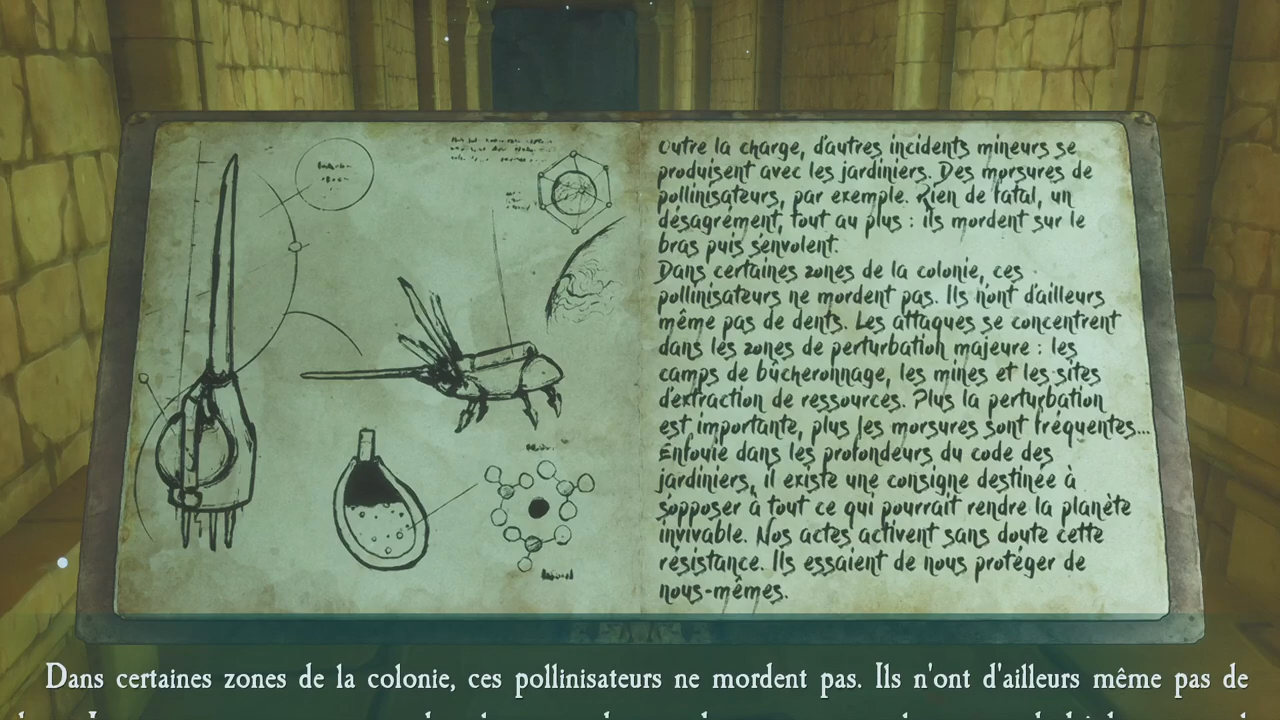 Outre la charge, d'autres incidents mineurs se
produisent avec les jardiniers. Des morsures de
pollinisateurs, par exemple. Rien de fatal, un
désagrément, tout au plus : ils mordent sur le
bras puis s'envolent.
Dans certaines zones de la colonie, ces
pollinisateurs ne mordent pas. Ils n'ont d'ailleurs
même pas de dents. Les attaques se concentrent
dans les zones de perturbation majeure : les
camps de bûcheronnage, les mines et les sites
d'extraction de ressources. Plus la perturbation
est importante, plus les morsures sont fréquentes...
Enfouie dans les profondeurs du code des
jardiniers, il existe une consigne destinée à
s'opposer à tout ce qui pourrait rendre la planète
invivable. Nos actes activent sans doute cette
résistance. Ils essaient de nous protéger de
nous-mêmes.
Dans certaines zones de la colonie, ces pollinisateurs ne mordent pas. Ils n'ont d'ailleurs même pas de